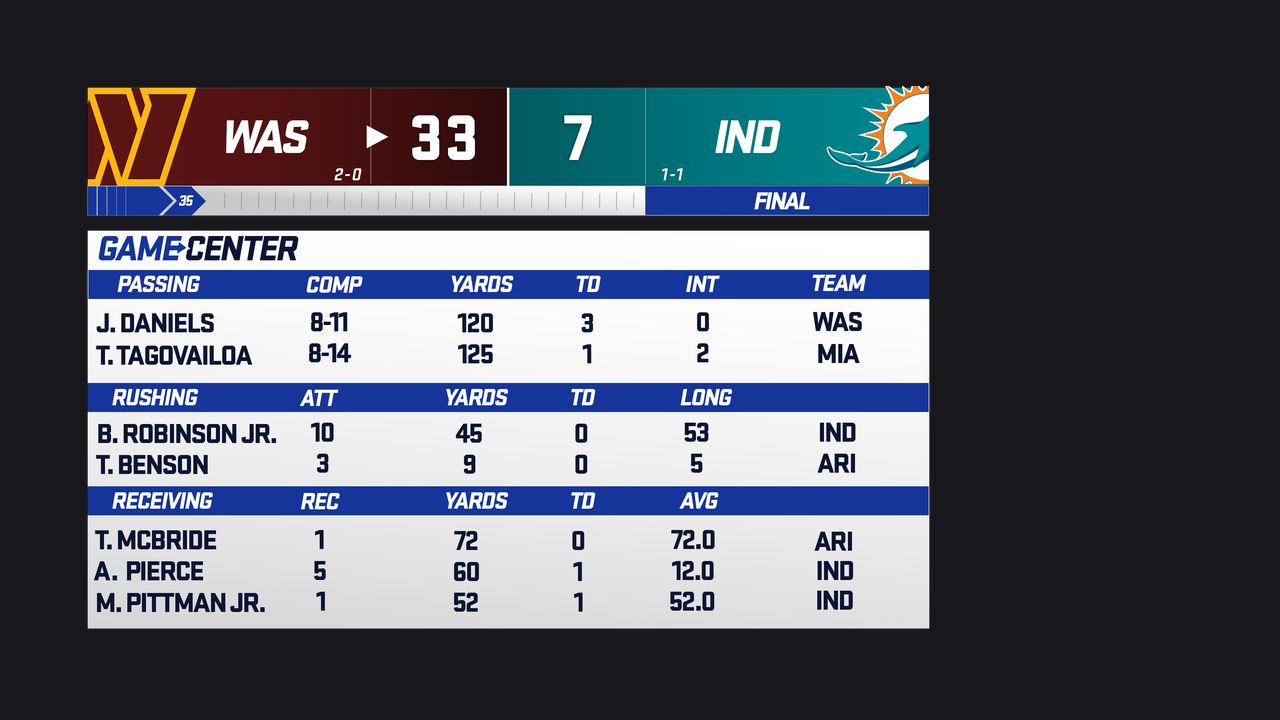 WAS 2-0 33 7 IND 1-1
35 FINAL
GAME CENTER
PASSING COMP YARDS TD INT TEAM
J. DANIELS 8-11 120 3 0 WAS
T. TAGOVAILOA 8-14 125 1 2 MIA
RUSHING ATT YARDS TD LONG
B. ROBINSON JR. 10 45 0 53 IND
T. BENSON 3 9 0 5 ARI
RECEIVING REC YARDS TD AVG
T. MCBRIDE 1 72 0 72.0 ARI
A. PIERCE 5 60 1 12.0 IND
M. PITTMAN JR. 1 52 1 52.0 IND